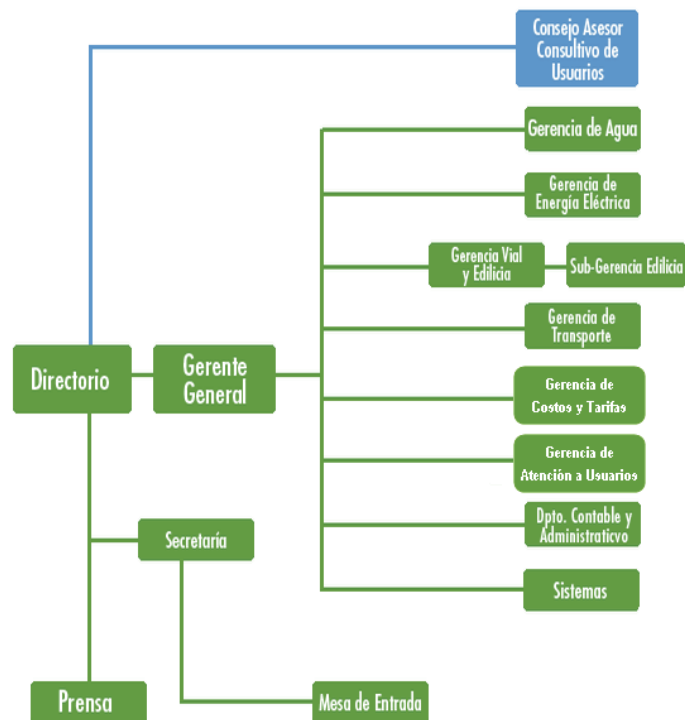 Consejo Asesor
Consultivo de
Usuarios
Gerencia de Agua
Gerencia de
Energía Eléctrica
Gerencia Vial
y Edilicia
Sub-Gerencia Edilicia
Gerencia de
Transporte
Directorio
Gerente
General
Gerencia de
Costos y Tarifas
Gerencia de
Atención a Usuarios
Dpto. Contable y
Administraticvo
Secretaría
Sistemas
Prensa
Mesa de Entrada